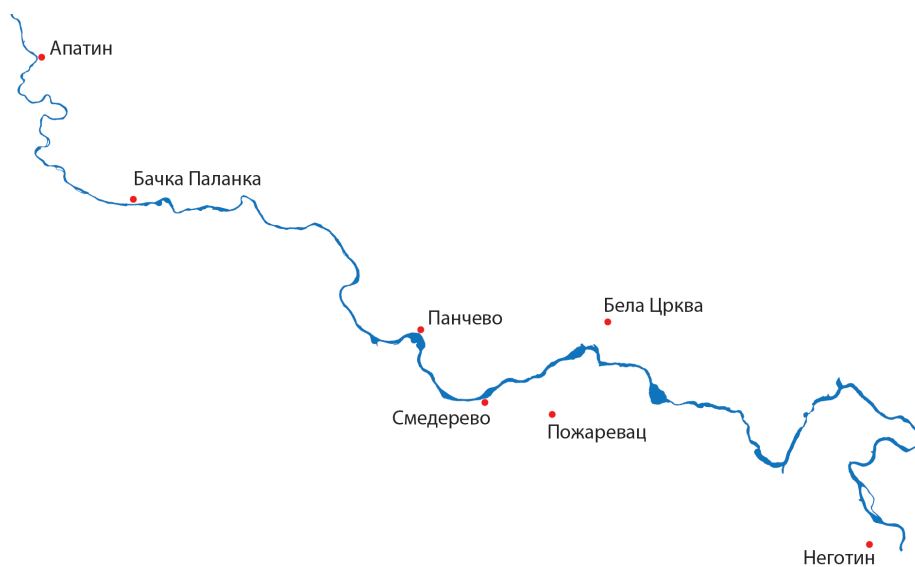 Апатин
Бачка Паланка
Бела Црква
Панчево
Смедерево
Пожаревац
Неготин